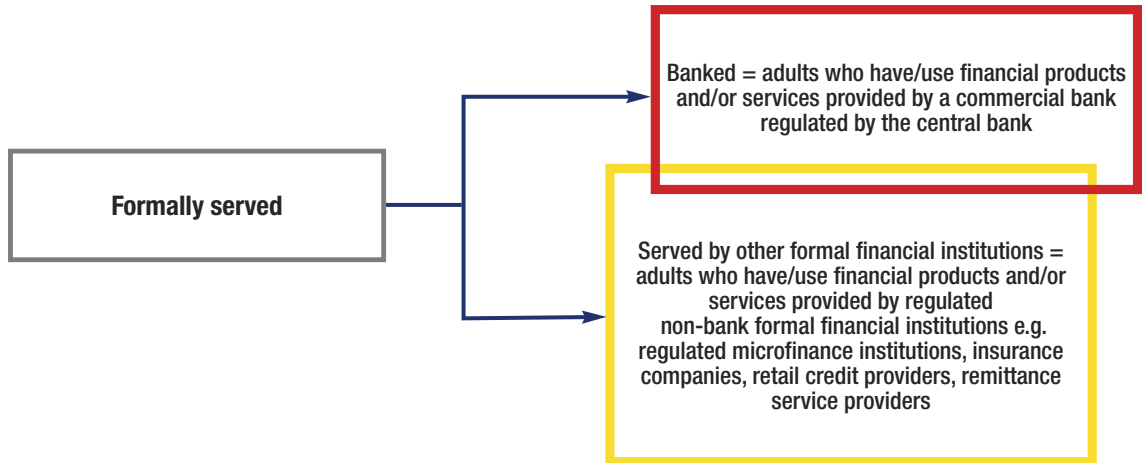 Banked = adults who have/use financial products
and/or services provided by a commercial bank
regulated by the central bank
Formally served
Served by other formal financial institutions =
adults who have/use financial products and/or
services provided by regulated
non-bank formal financial institutions e.g.
regulated microfinance institutions, insurance
companies, retail credit providers, remittance
service providers